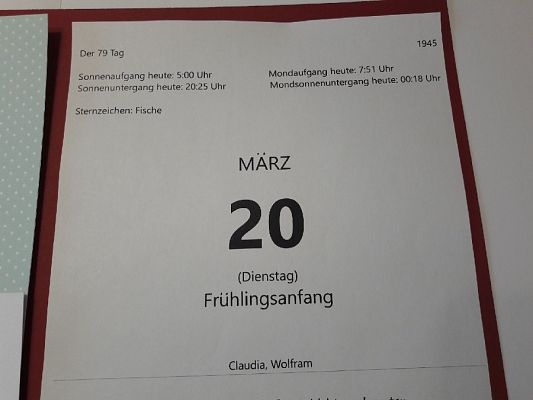 Der 79 Tag
1945
Sonnenaufgang heute: 5:00 Uhr
Mondaufgang heute: 7:51 Uhr
Sonnenuntergang heute: 20:25 Uhr
Mondsonnenuntergang heute: 00:18 Uhr
Sternzeichen: Fische
MÄRZ
20
(Dienstag)
Frühlingsanfang
Claudia, Wolfram